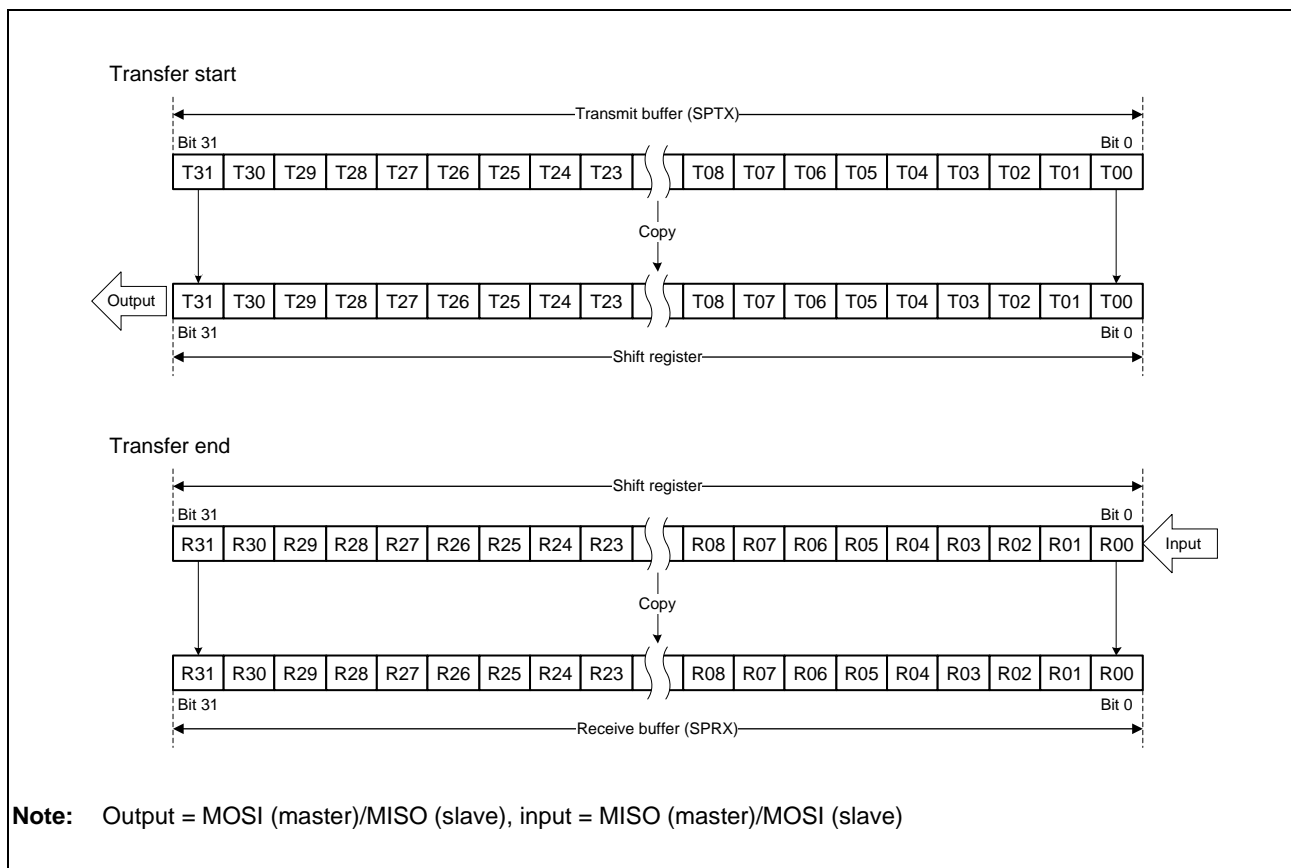 Transfer start
Transmit buffer (SPTX)
Bit 31 Bit 0
T31 T30 T29 T28 T27 T26 T25 T24 T23 T08 T07 T06 T05 T04 T03 T02 T01 T00
Copy
Output T31 T30 T29 T28 T27 T26 T25 T24 T23 T08 T07 T06 T05 T04 T03 T02 T01 T00
Bit 31 Bit 0
Shift register
Transfer end
Shift register
Bit 31 Bit 0
R31 R30 R29 R28 R27 R26 R25 R24 R23 R08 R07 R06 R05 R04 R03 R02 R01 R00 Input
Copy
R31 R30 R29 R28 R27 R26 R25 R24 R23 R08 R07 R06 R05 R04 R03 R02 R01 R00
Bit 31 Bit 0
Receive buffer (SPRX)
Note: Output = MOSI (master)/MISO (slave), input = MISO (master)/MOSI (slave)